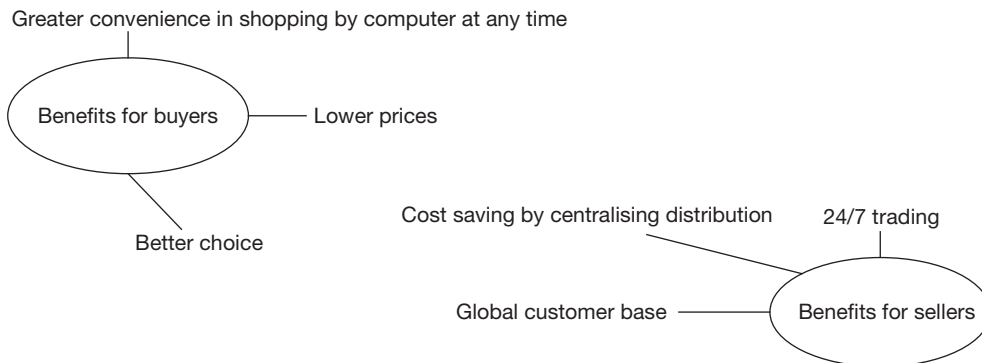 Greater convenience in shopping by computer at any time
Benefits for buyers
Lower prices
Better choice
Cost saving by centralising distribution
24/7 trading
Global customer base
Benefits for sellers